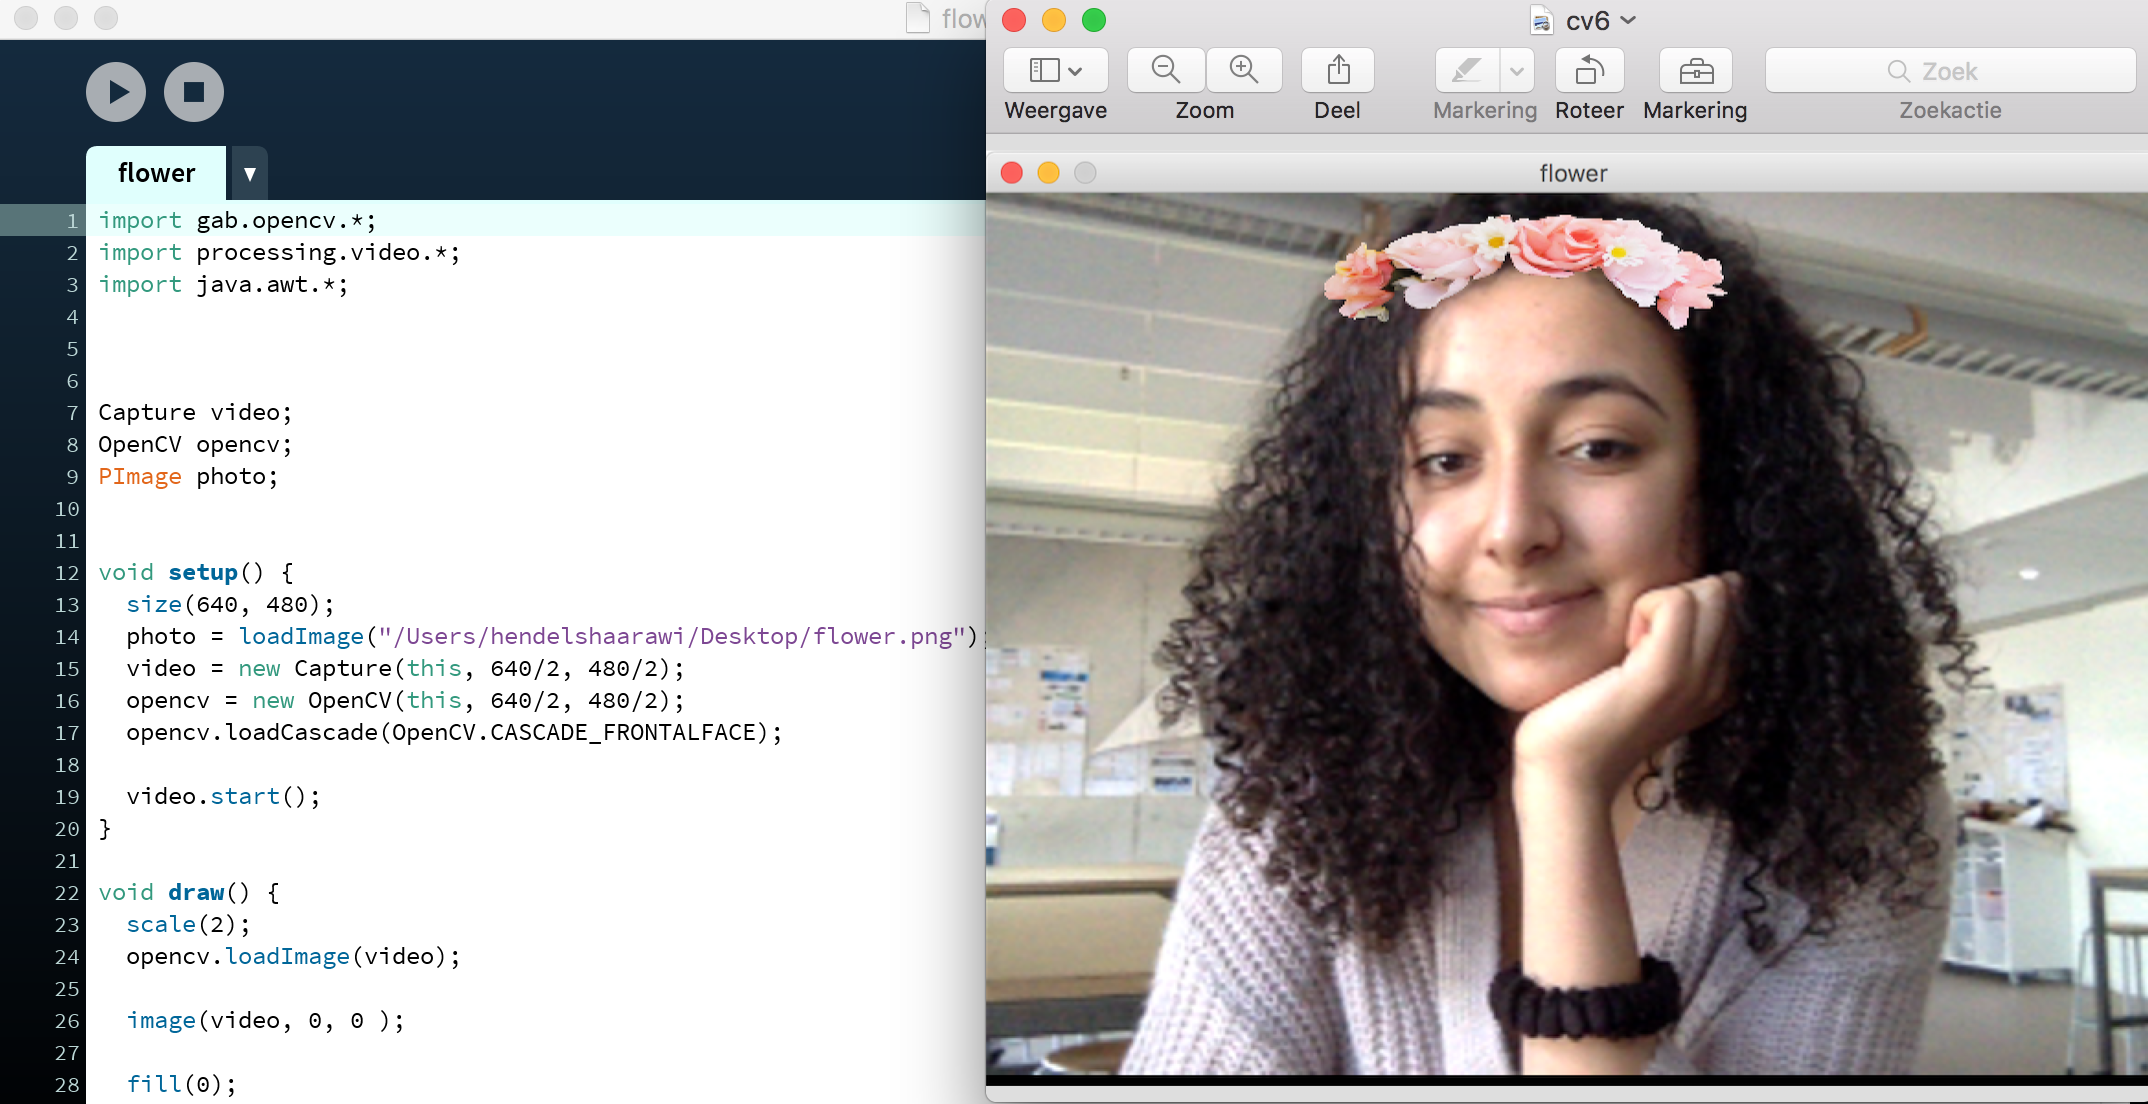 flow
flower
▼
1 import gab.opencv.*;
2 import processing.video.*;
3 import java.awt.*;
4
5
6
7 Capture video;
8 OpenCV opencv;
9 PImage photo;
10
11
12 void setup() {
13 size(640, 480);
14 photo = loadImage("/Users/hendelshaarawi/Desktop/flower.png");
15 video = new Capture(this, 640/2, 480/2);
16 opencv = new OpenCV(this, 640/2, 480/2);
17 opencv.loadCascade(OpenCV.CASCADE_FRONTALFACE);
18
19 video.start();
20 }
21
22 void draw() {
23 scale(2);
24 opencv.loadImage(video);
25
26 image(video, 0, 0 );
27
28 fill(0);
cv6
Zoek
Weergave Zoom Deel Markering Roteer Markering Zoekactie
flower